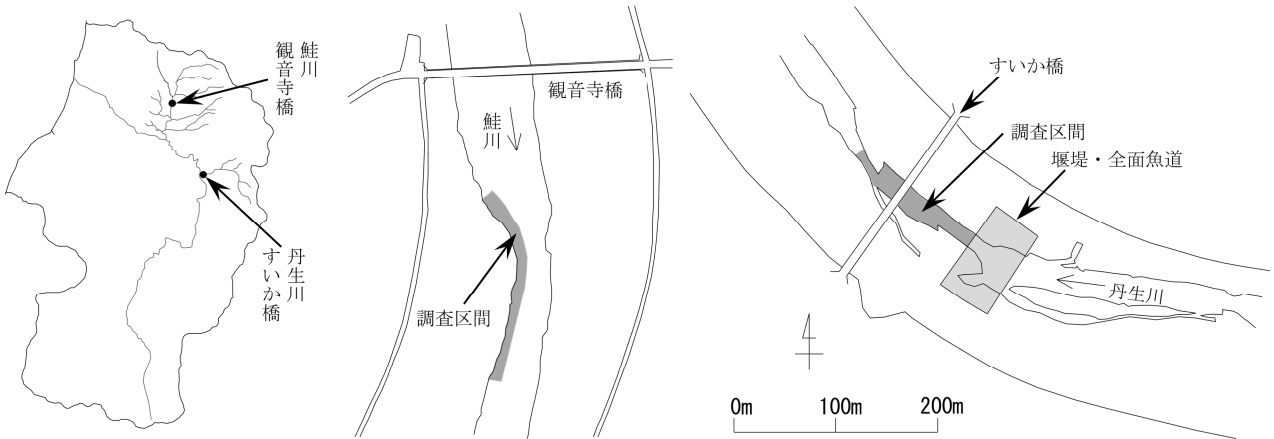 鮭川
観音寺橋
丹生川
すいか橋
観音寺橋
鮭川
調査区間
すいか橋
調査区間
堰堤・全面魚道
丹生川
0m 100m 200m